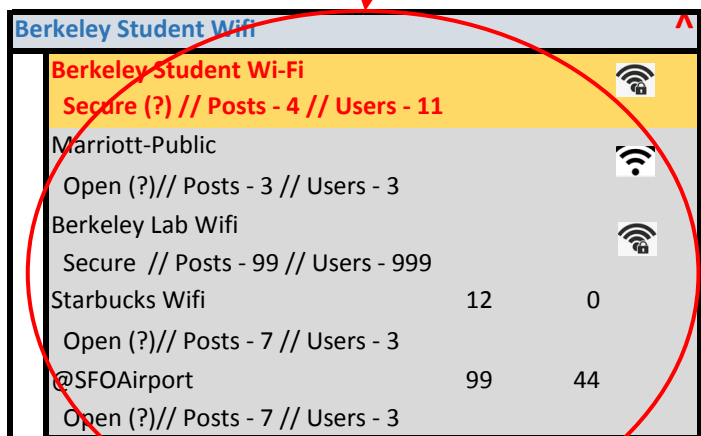 Berkeley Student Wifi ^
Berkeley Student Wi-Fi
Secure (?) // Posts - 4 // Users - 11
Marriott-Public
Open (?)// Posts - 3 // Users - 3
Berkeley Lab Wifi
Secure // Posts - 99 // Users - 999
Starbucks Wifi 12 0
Open (?)// Posts - 7 // Users - 3
@SFOAirport 99 44
Open (?)// Posts - 7 // Users - 3